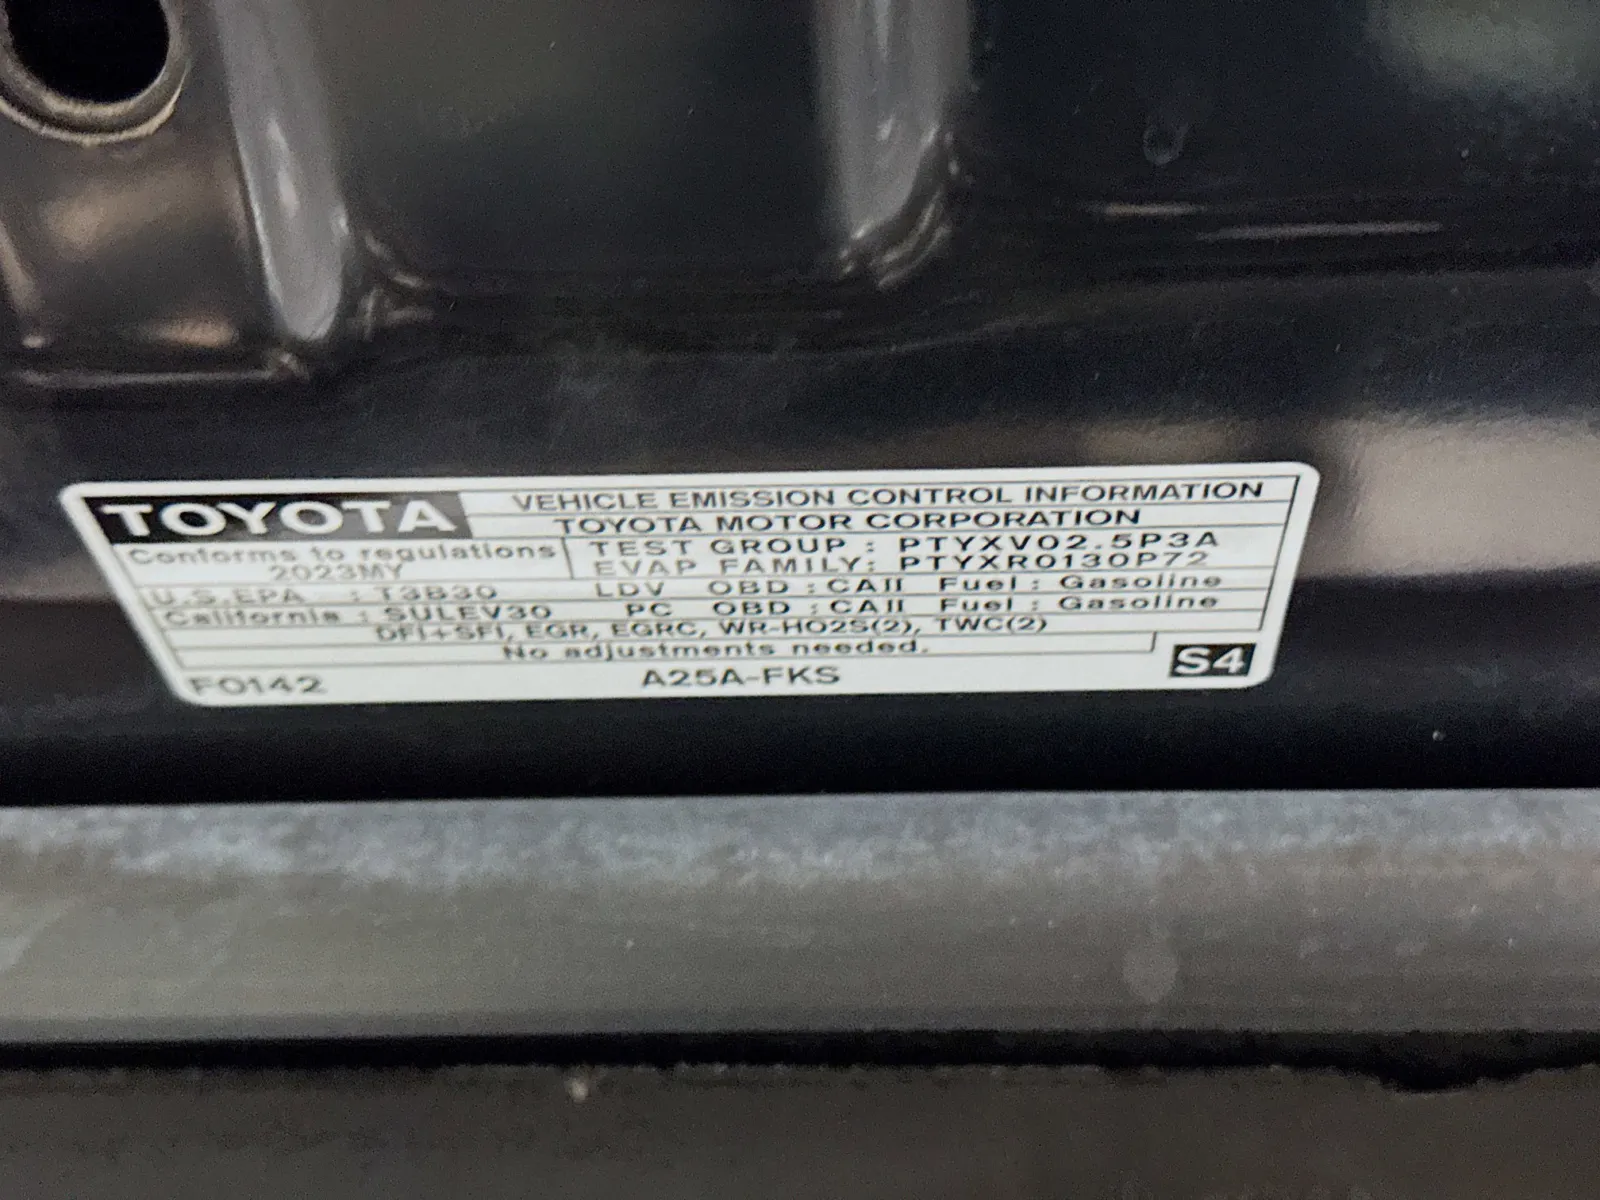 TOYOTA VEHICLE EMISSION CONTROL INFORMATION
TOYOTA MOTOR CORPORATION
Conforms to regulations
2023MY
TEST GROUP : PTYXV02.5P3A
EVAP FAMILY: PTYXR0130P72
U.S.EPA : T3B30 LDV OBD : CAII Fuel : Gasoline
California : SULEV30 PC OBD : CAII Fuel : Gasoline
DFI+SFI, EGR, EGRC, WR-HO2S(2), TWC(2)
No adjustments needed.
F0142 A25A-FKS S4